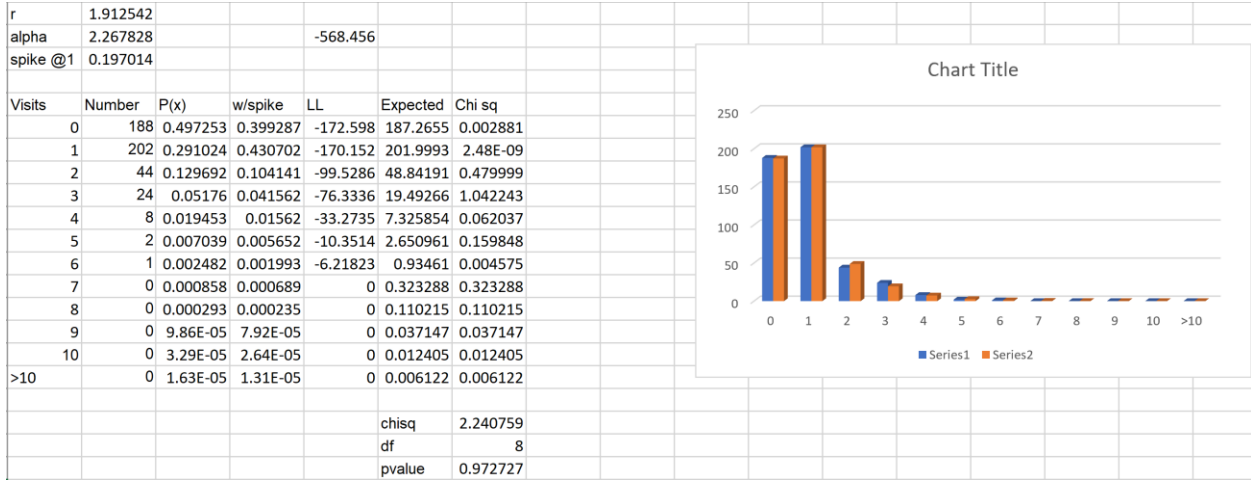 r 1.912542
alpha 2.267828 -568.456
spike @1 0.197014
Visits Number P(x) w/spike LL Expected Chi sq
0 188 0.497253 0.399287 -172.598 187.2655 0.002881
1 202 0.291024 0.430702 -170.152 201.9993 2.48E-09
2 44 0.129692 0.104141 -99.5286 48.84191 0.479999
3 24 0.05176 0.041562 -76.3336 19.49266 1.042243
4 8 0.019453 0.01562 -33.2735 7.325854 0.062037
5 2 0.007039 0.005652 -10.3514 2.650961 0.159848
6 1 0.002482 0.001993 -6.21823 0.93461 0.004575
7 0 0.000858 0.000689 0 0.323288 0.323288
8 0 0.000293 0.000235 0 0.110215 0.110215
9 0 9.86E-05 7.92E-05 0 0.037147 0.037147
10 0 3.29E-05 2.64E-05 0 0.012405 0.012405
>10 0 1.63E-05 1.31E-05 0 0.006122 0.006122
chisq 2.240759
df 8
pvalue 0.972727
Chart Title
250
200
150
100
50
0
0 1 2 3 4 5 6 7 8 9 10 >10
Series1 Series2